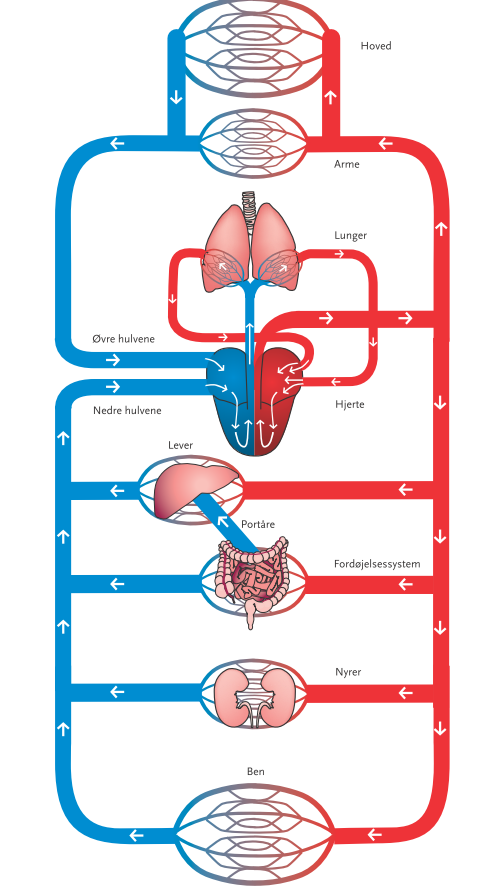 Hoved
Arme
Lunger
Øvre hulvene
Nedre hulvene
Hjerte
Lever
Portåre
Fordøjelsessystem
Nyrer
Ben